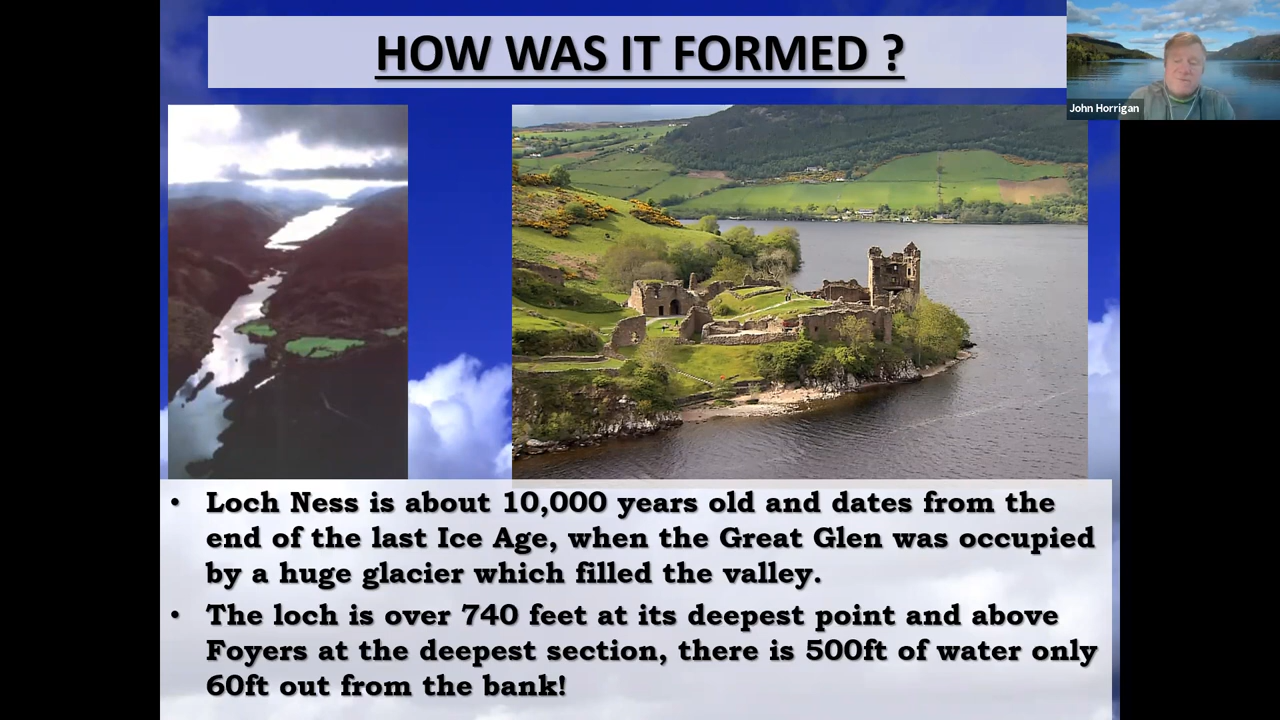 HOW WAS IT FORMED ?
John Horrigan
• Loch Ness is about 10,000 years old and dates from the
end of the last Ice Age, when the Great Glen was occupied
by a huge glacier which filled the valley.
• The loch is over 740 feet at its deepest point and above
Foyers at the deepest section, there is 500ft of water only
60ft out from the bank!